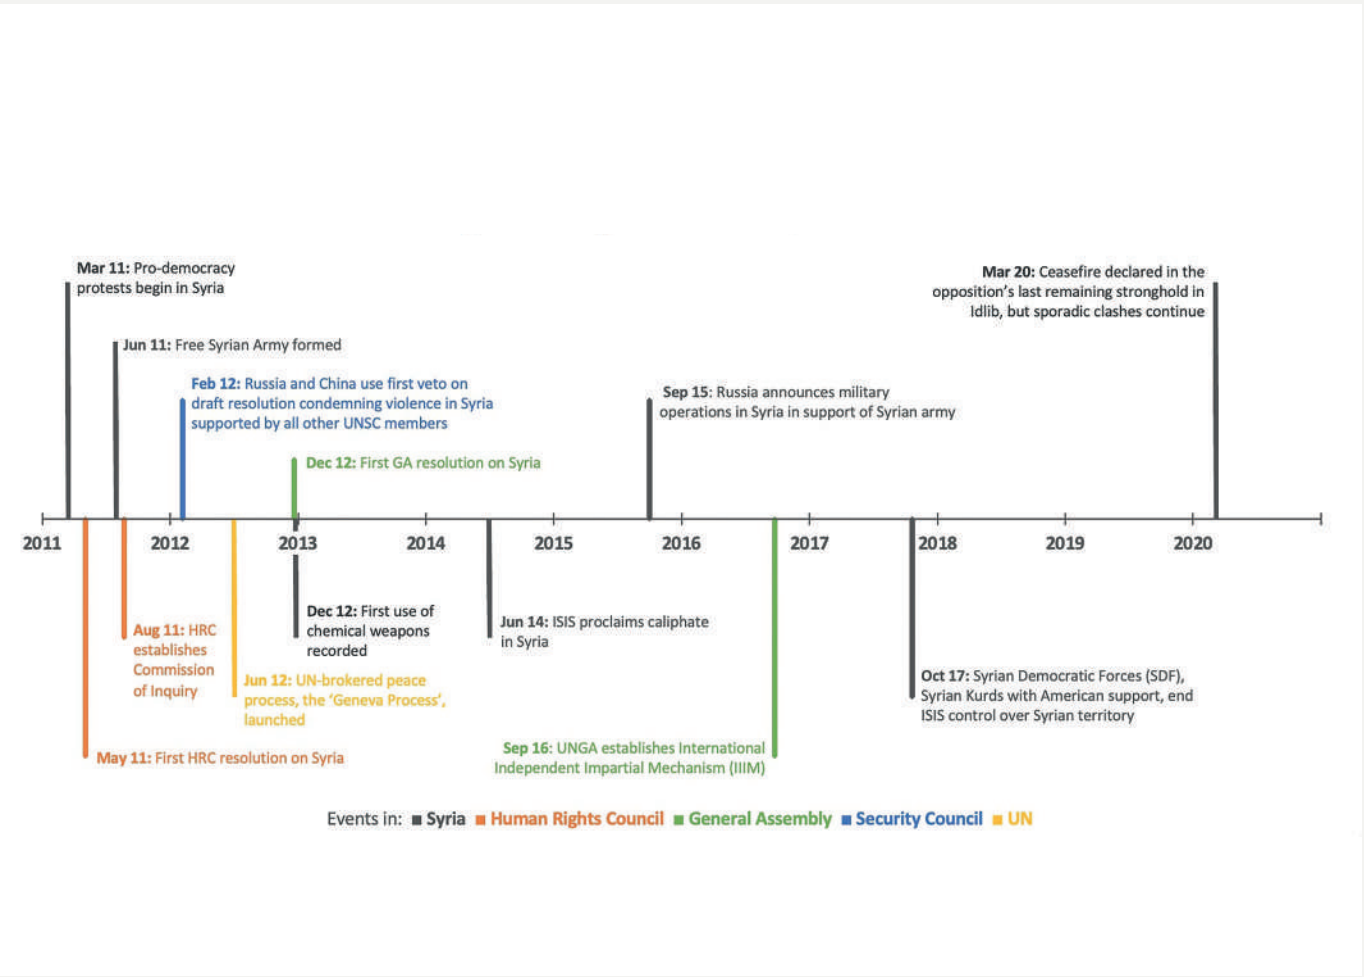 Mar 11: Pro-democracy
protests begin in Syria
Mar 20: Ceasefire declared in the
opposition's last remaining stronghold in
Idlib, but sporadic clashes continue
Jun 11: Free Syrian Army formed
Feb 12: Russia and China use first veto on
draft resolution condemning violence in Syria
supported by all other UNSC members
Sep 15: Russia announces military
operations in Syria in support of Syrian army
Dec 12: First GA resolution on Syria
2011 2012 2013 2014 2015 2016 2017 2018 2019 2020
Dec 12: First use of
chemical weapons
recorded
Jun 14: ISIS proclaims caliphate
in Syria
Aug 11: HRC
establishes
Commission
of Inquiry
Jun 12: UN-brokered peace
process, the ‘Geneva Process’,
launched
Oct 17: Syrian Democratic Forces (SDF),
Syrian Kurds with American support, end
ISIS control over Syrian territory
May 11: First HRC resolution on Syria
Sep 16: UNGA establishes International
Independent Impartial Mechanism (IIIM)
Events in: Syria Human Rights Council General Assembly Security Council UN